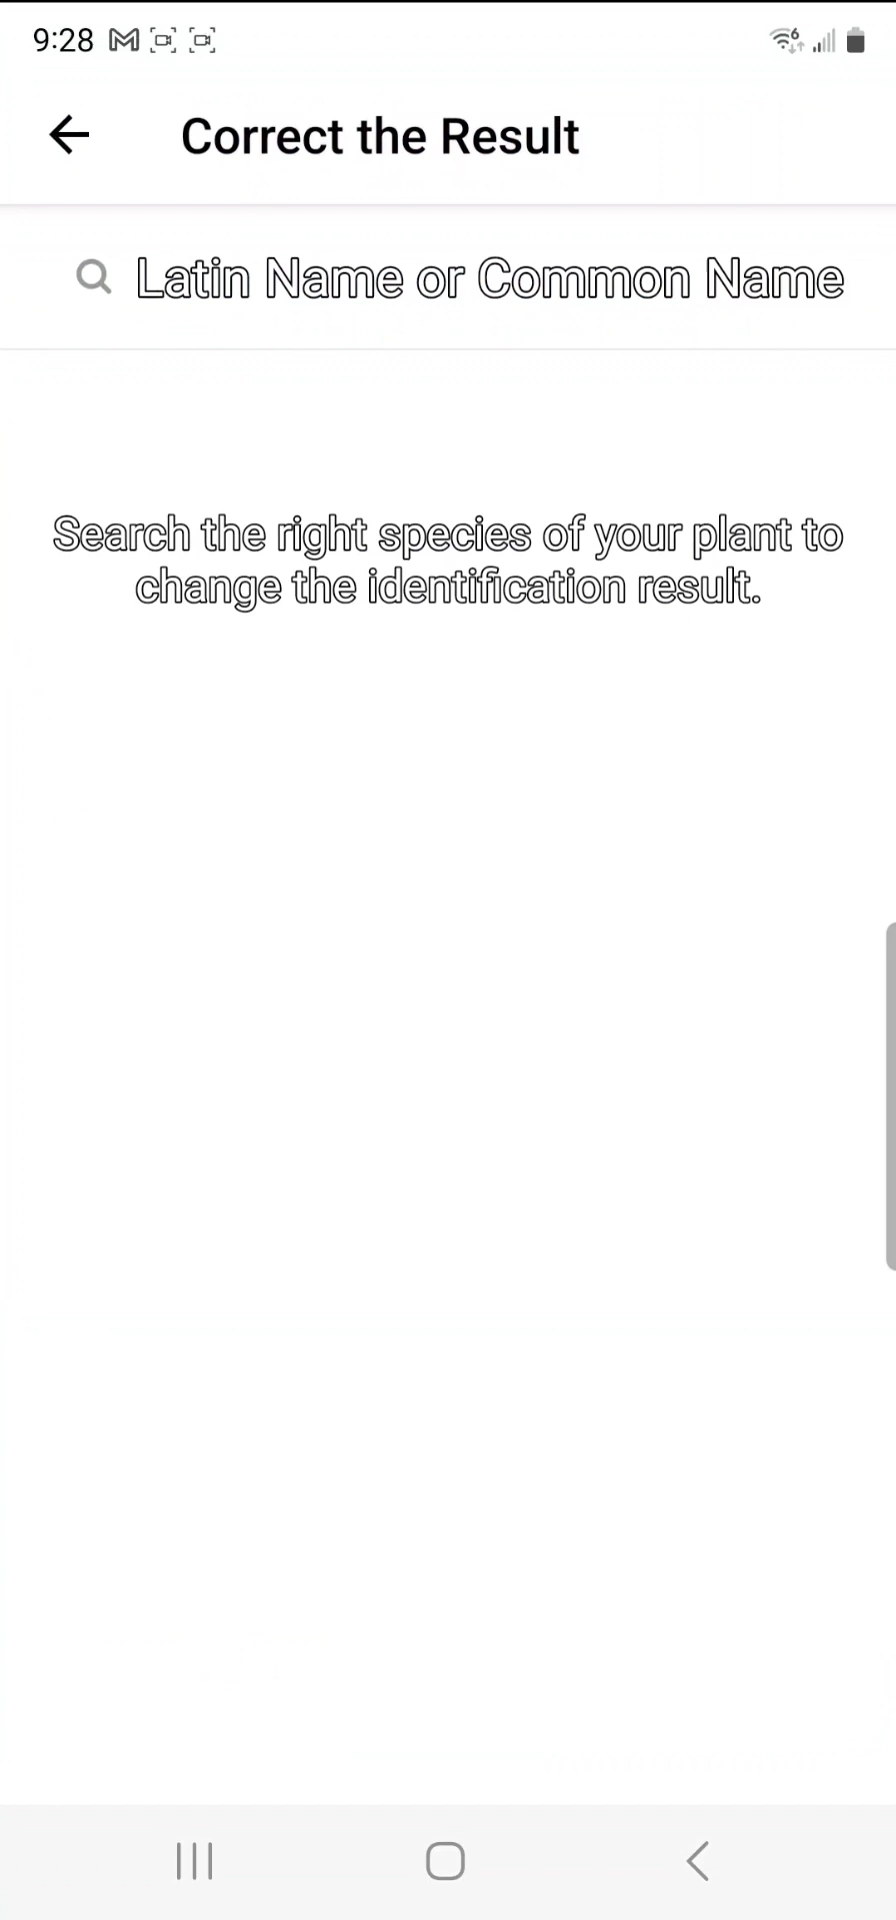 9:28
Correct the Result
Latin Name or Common Name
Search the right species of your plant to
change the identification result.